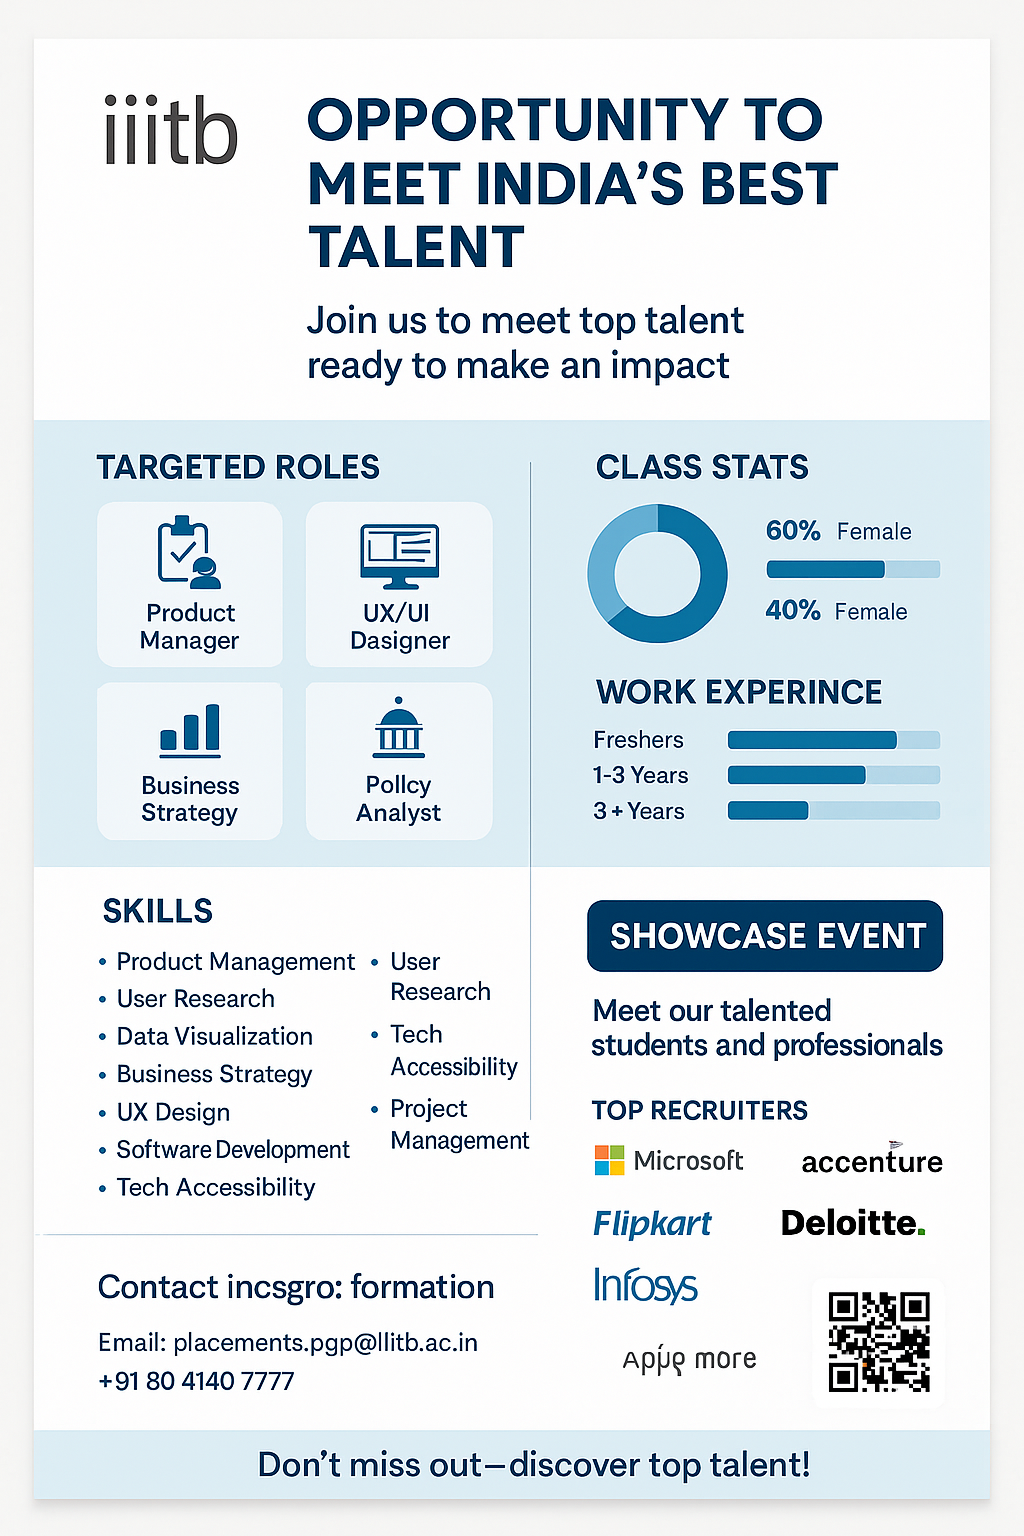 iiitb
OPPORTUNITY TO
MEET INDIA'S BEST
TALENT
Join us to meet top talent
ready to make an impact
TARGETED ROLES
Product
Manager
UX/UI
Dasigner
Business
Strategy
Pollcy
Analyst
CLASS STATS
60% Female
40% Female
WORK EXPERINCE
Freshers
1-3 Years
3+ Years
SKILLS
• Product Management
• User Research
• Data Visualization
• Business Strategy
• UX Design
• Software Development
• Tech Accessibility
• User
Research
• Tech
Accessibility
• Project
Management
SHOWCASE EVENT
Meet our talented
students and professionals
TOP RECRUITERS
Microsoft
accenture
Flipkart
Deloitte.
Infosys
more
Contact incsgro: formation
Email: placements.pgp@llitb.ac.in
+91 80 4140 7777
Don't miss out—discover top talent!